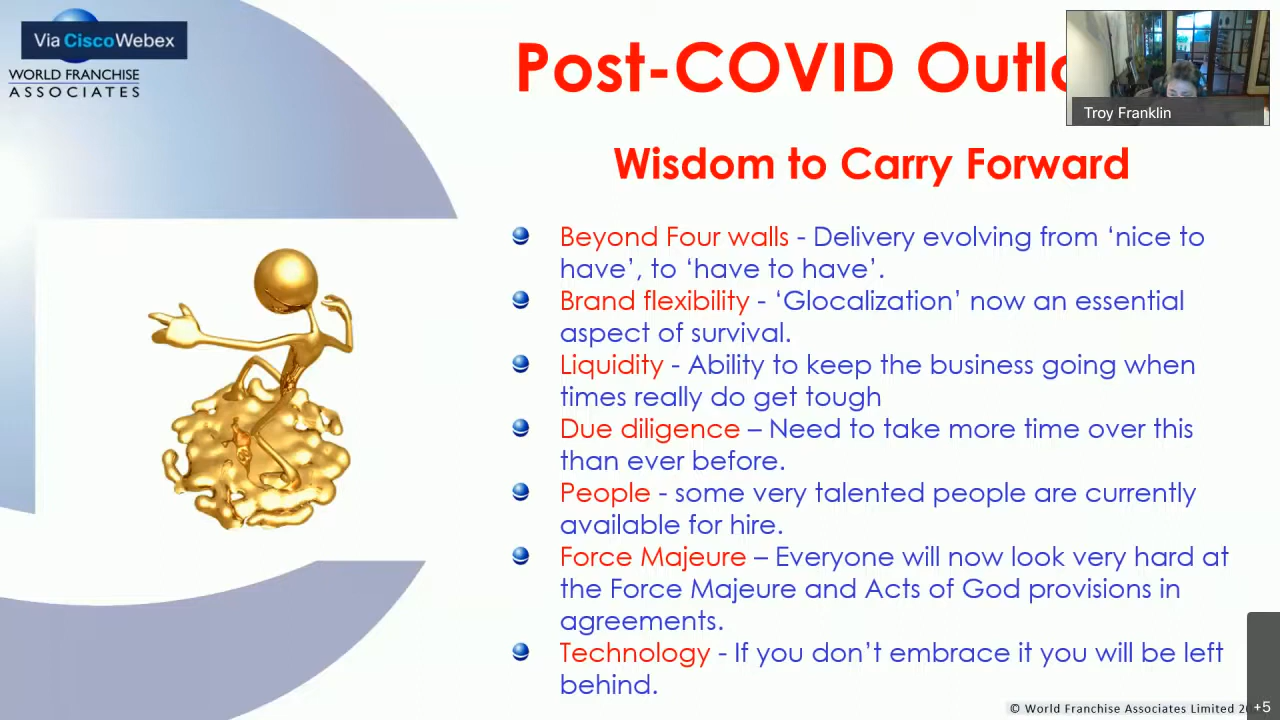 Via CiscoWebex
WORLD FRANCHISE
ASSOCIATES
Post-COVID
Troy Franklin
Wisdom to Carry Forward
Beyond Four walls - Delivery evolving from ‘nice to
have’, to ‘have to have’.
Brand flexibility - ‘Glocalization’ now an essential
aspect of survival.
Liquidity - Ability to keep the business going when
times really do get tough
Due diligence – Need to take more time over this
than ever before.
People - some very talented people are currently
available for hire.
Force Majeure – Everyone will now look very hard at
the Force Majeure and Acts of God provisions in
agreements.
Technology - If you don’t embrace it you will be left
behind.
© World Franchise Associates Limited
+5